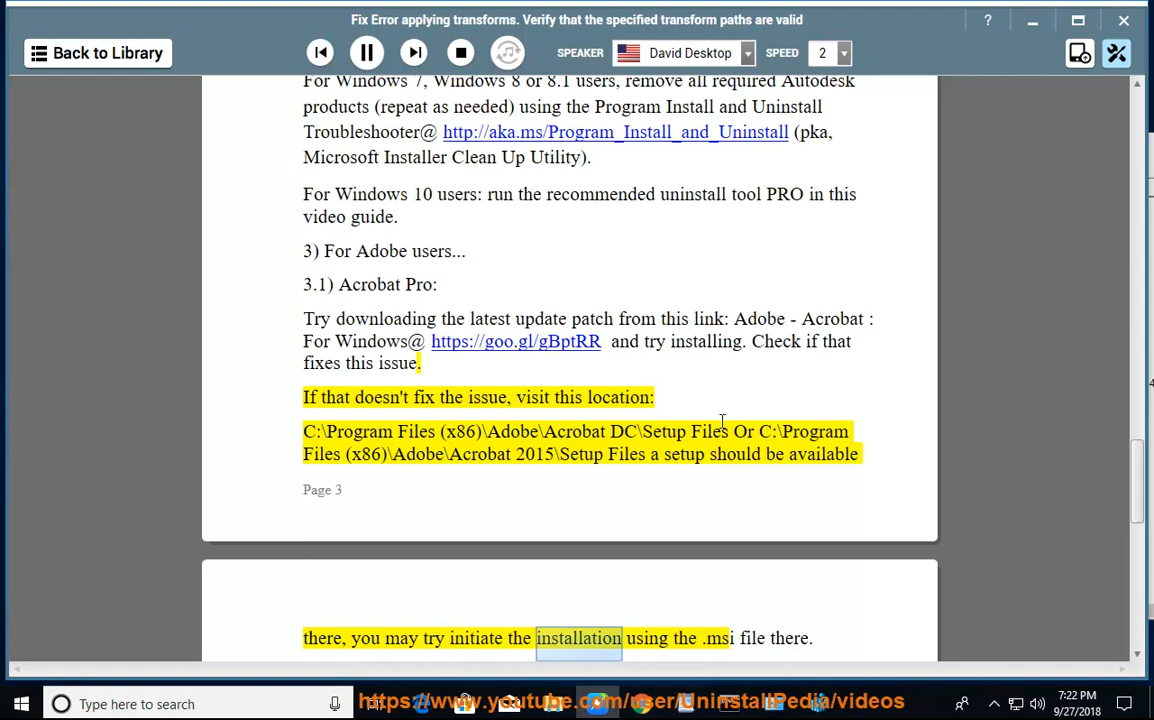 Fix Error applying transforms. Verify that the specified transform paths are valid
?
Back to Library
SPEAKER
David Desktop
SPEED
2
For Windows 7, Windows 8 or 8.1 users, remove all required Autodesk
products (repeat as needed) using the Program Install and Uninstall
Troubleshooter@ http://aka.ms/Program_Install_and_Uninstall (pka,
Microsoft Installer Clean Up Utility).
For Windows 10 users: run the recommended uninstall tool PRO in this
video guide.
3) For Adobe users...
3.1) Acrobat Pro:
Try downloading the latest update patch from this link: Adobe - Acrobat :
For Windows@ https://goo.gl/gBptRR and try installing. Check if that
fixes this issue.
If that doesn't fix the issue, visit this location:
C:\Program Files (x86)\Adobe\Acrobat DC\Setup Files Or C:\Program
Files (x86)\Adobe\Acrobat 2015\Setup Files a setup should be available
Page 3
there, you may try initiate the installation using the .msi file there.
Type here to search
https://www.youtube.com/user/UninstallPedia/videos
7:22 PM
9/27/2018